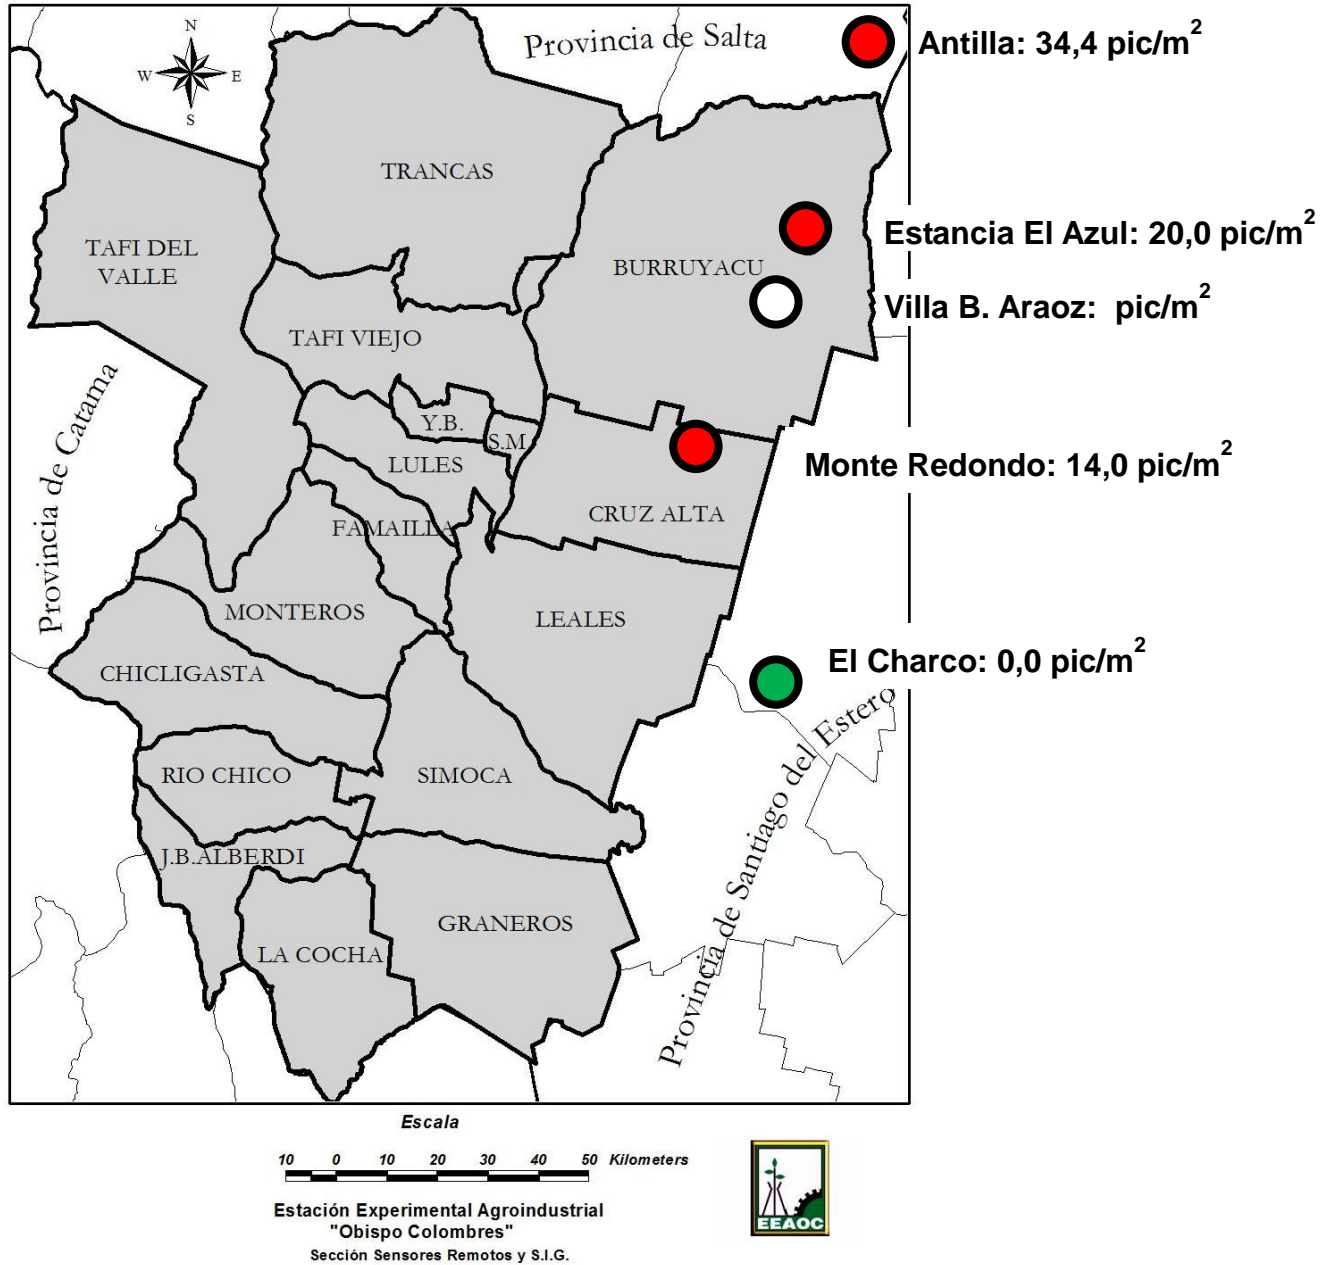 N
W E
S
Provincia de Salta
Antilla: 34,4 pic/m²
TRANCAS
TAFI DEL
VALLE
Estancia El Azul: 20,0 pic/m²
BURRUYACU
Villa B. Araoz: pic/m²
TAFI VIEJO
Provincia de Catama
Y.B.
S.M.
LULES
Monte Redondo: 14,0 pic/m²
CRUZ ALTA
FAMAILLA
MONTEROS
LEALES
El Charco: 0,0 pic/m²
CHICLIGASTA
Provincia de Santiago del Estero
RIO CHICO
SIMOCA
J.B.ALBERDI
GRANEROS
LA COCHA
Escala
10 0 10 20 30 40 50 Kilometers
Estación Experimental Agroindustrial
"Obispo Colombres"
Sección Sensores Remotos y S.I.G.
EEAOC